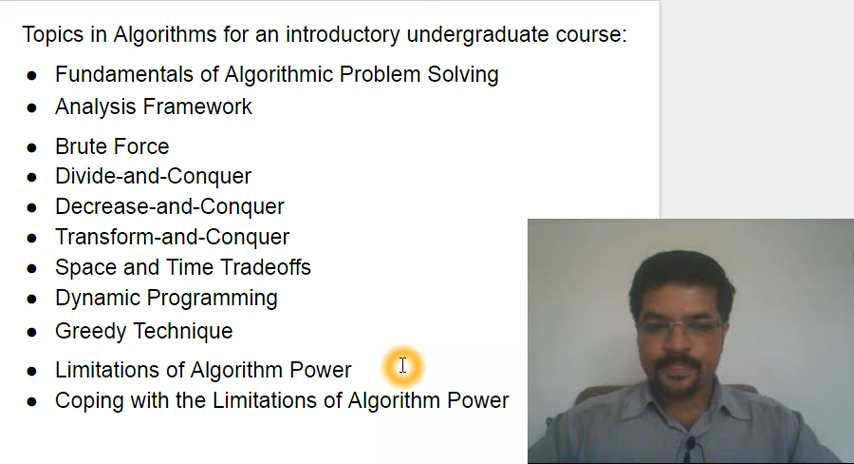 Topics in Algorithms for an introductory undergraduate course:
● Fundamentals of Algorithmic Problem Solving
● Analysis Framework
● Brute Force
● Divide-and-Conquer
● Decrease-and-Conquer
● Transform-and-Conquer
● Space and Time Tradeoffs
● Dynamic Programming
● Greedy Technique
● Limitations of Algorithm Power
● Coping with the Limitations of Algorithm Power